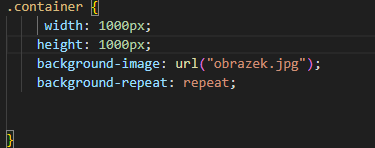 .container {
width: 1000px;
height: 1000px;
background-image: url("obrazek.jpg");
background-repeat: repeat;
}